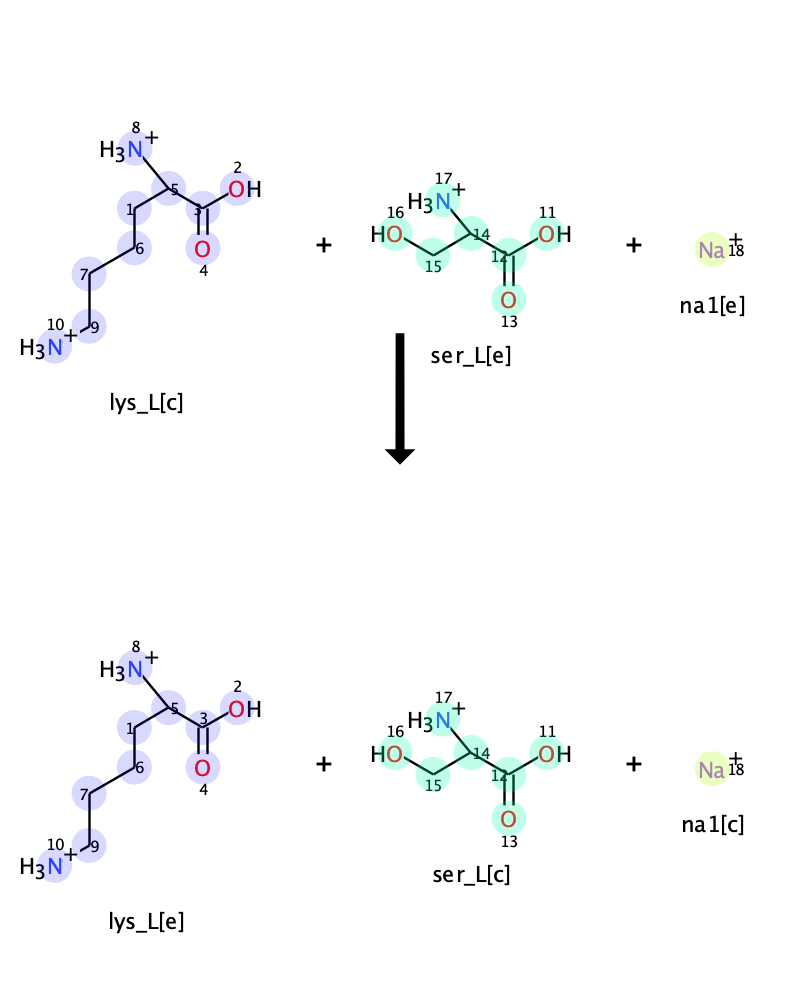 8
H3N+
2
OH
5
1
3
O
4
6
7
10
H3N+
9
lys_L[c]
+
17
H3N+
16
HO
14
11
OH
12
15
O
13
ser_L[e]
+
Na+
18
na1[e]
8
H3N+
2
OH
5
3
1
O
4
6
7
10
H3N+
9
lys_L[e]
+
17
H3N+
16
HO
14
11
OH
12
15
O
13
ser_L[c]
+
Na+
18
na1[c]